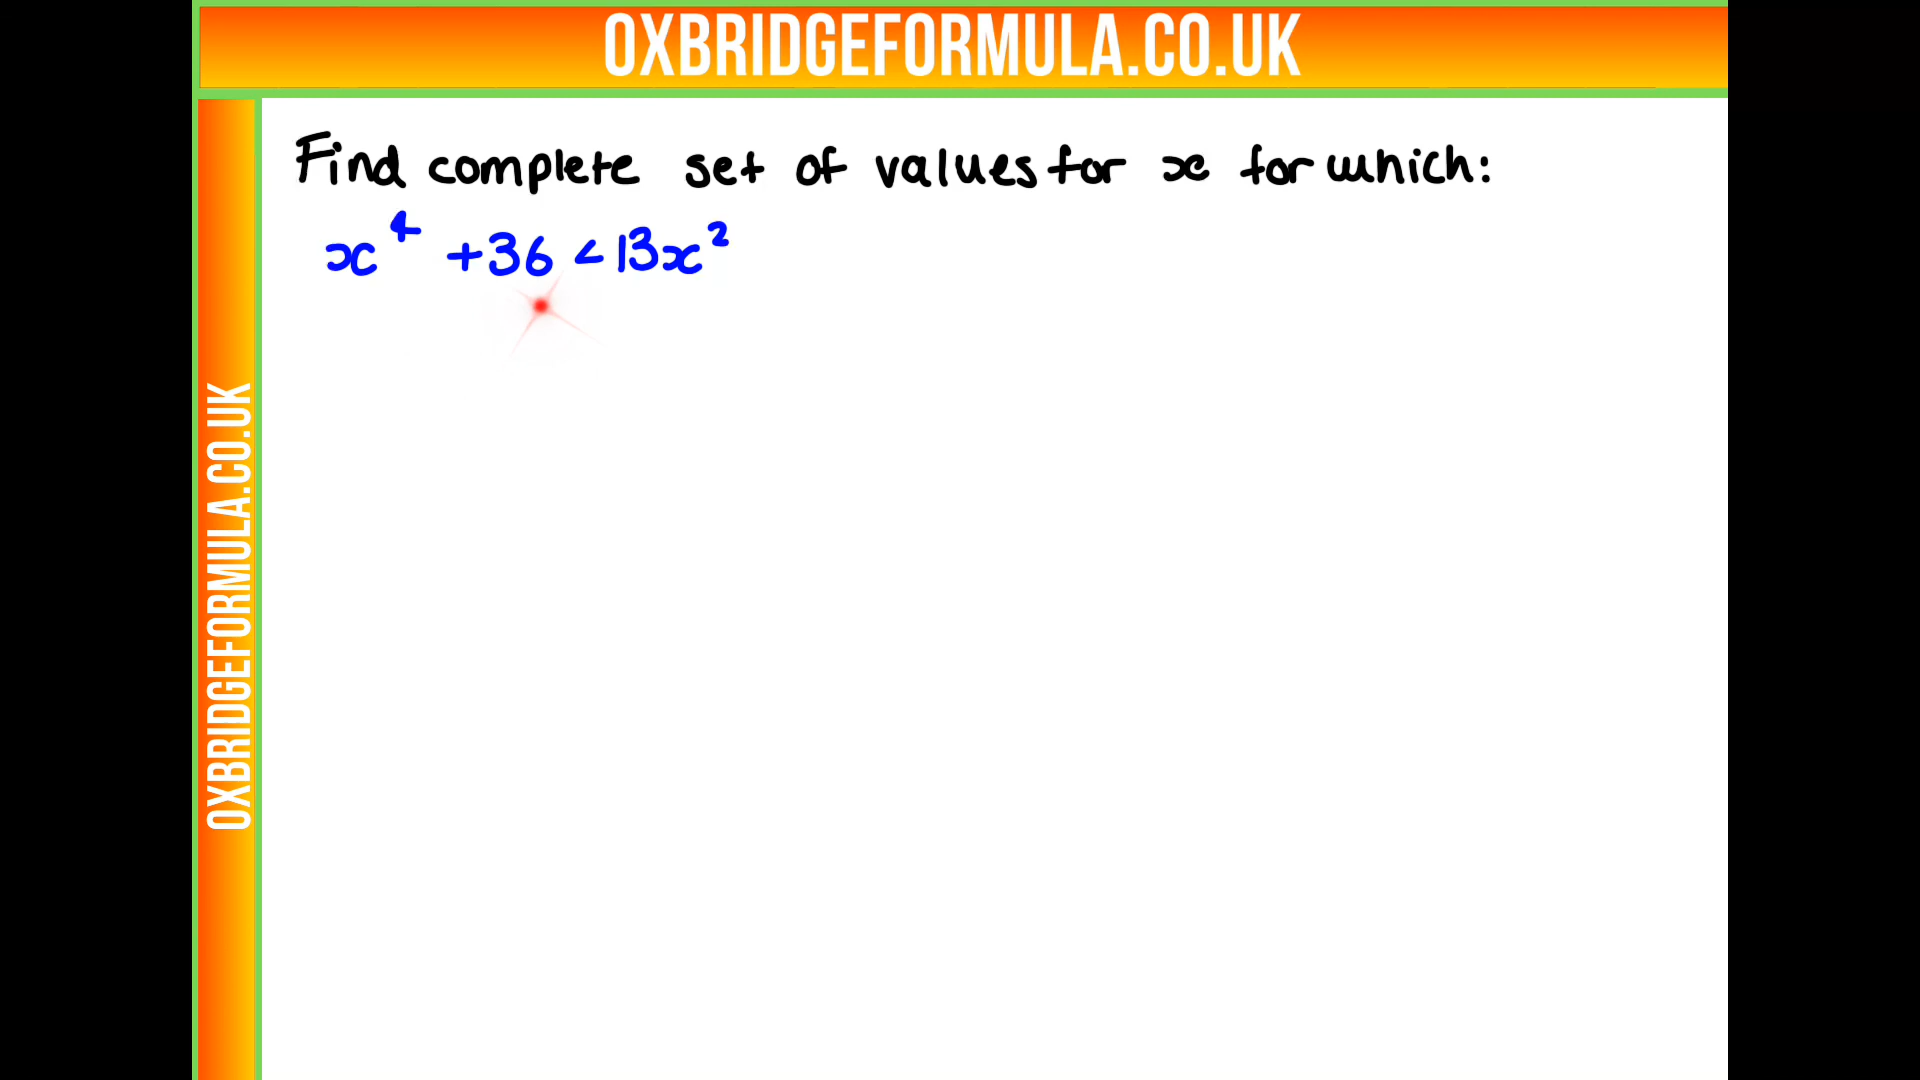 OXBRIDGEFORMULA.CO.UK
OXBRIDGEFORMULA.CO.UK
Find complete set of values for x for which:
x⁴ +36 <13x²